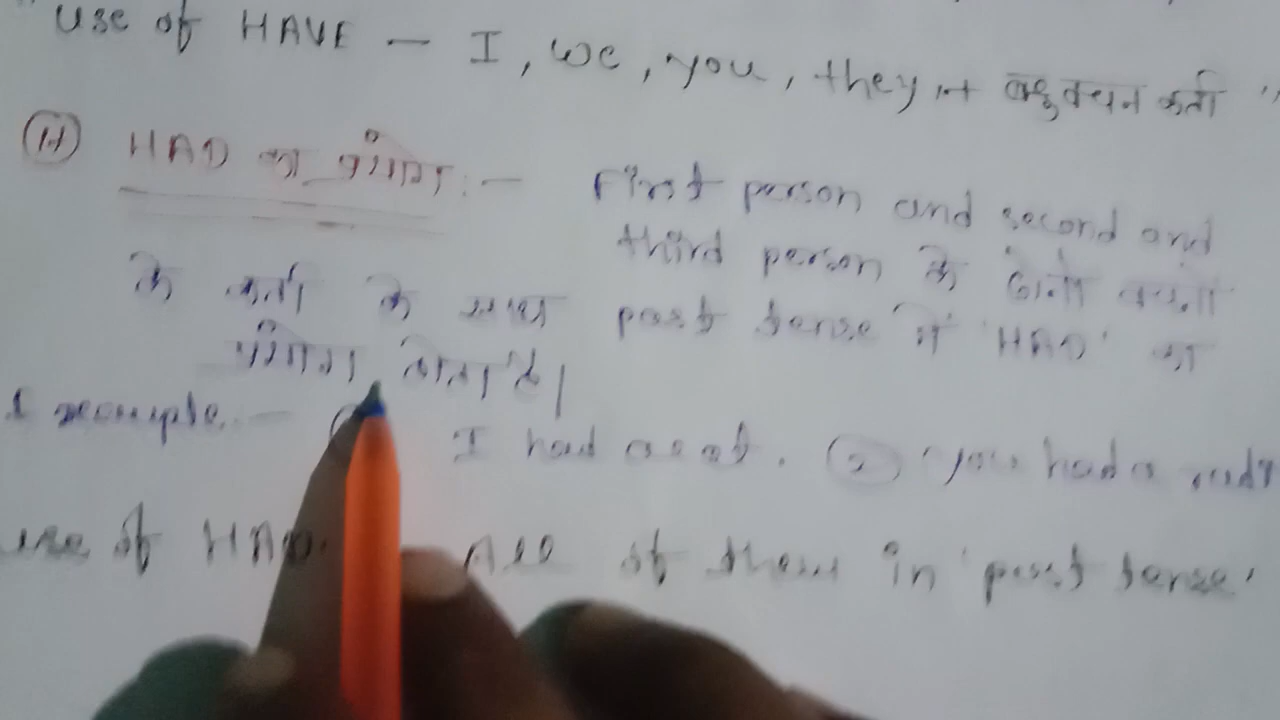 "use of HAVE — I, we, you, they, + बहुवचन कर्ता"
HAD का प्रयोग :- First person and second and
third person के दोनो वचनो
के कर्ता के साथ past tense में 'HAD' का
प्रयोग होता है।
Example :- I had a cat. (2) You had a
use of HAD. All of them in 'past tense'